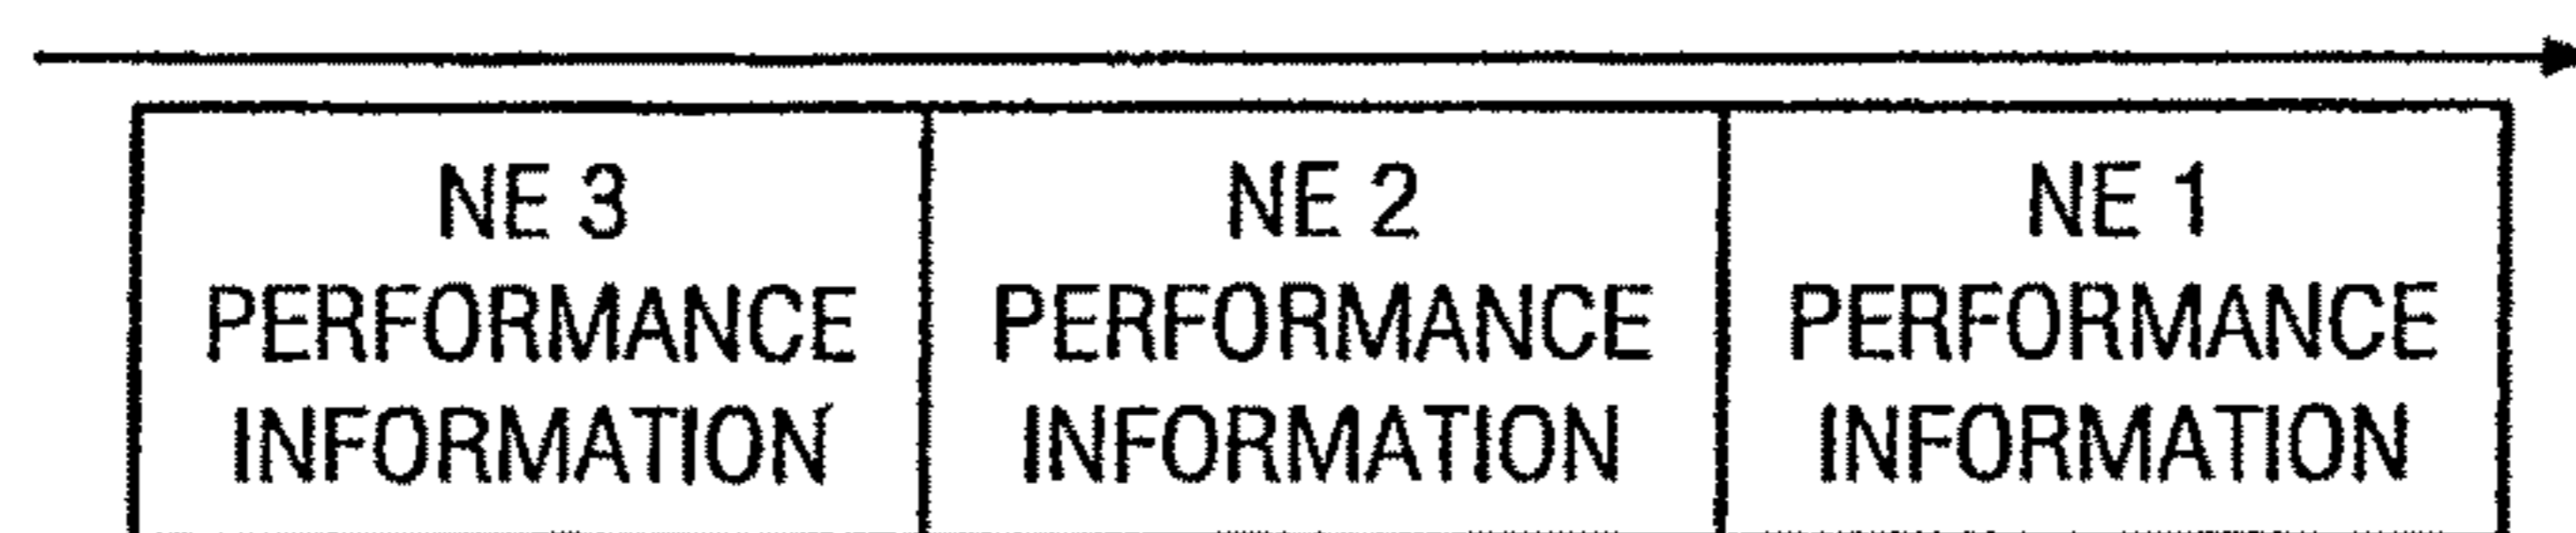 NE 3
PERFORMANCE
INFORMATION
NE 2
PERFORMANCE
INFORMATION
NE 1
PERFORMANCE
INFORMATION